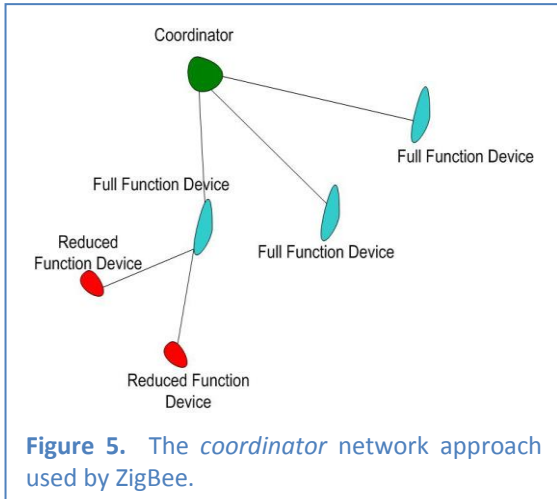 Coordinator
Full Function Device
Full Function Device
Full Function Device
Reduced
Function Device
Reduced Function
Device
Figure 5. The coordinator network approach
used by ZigBee.